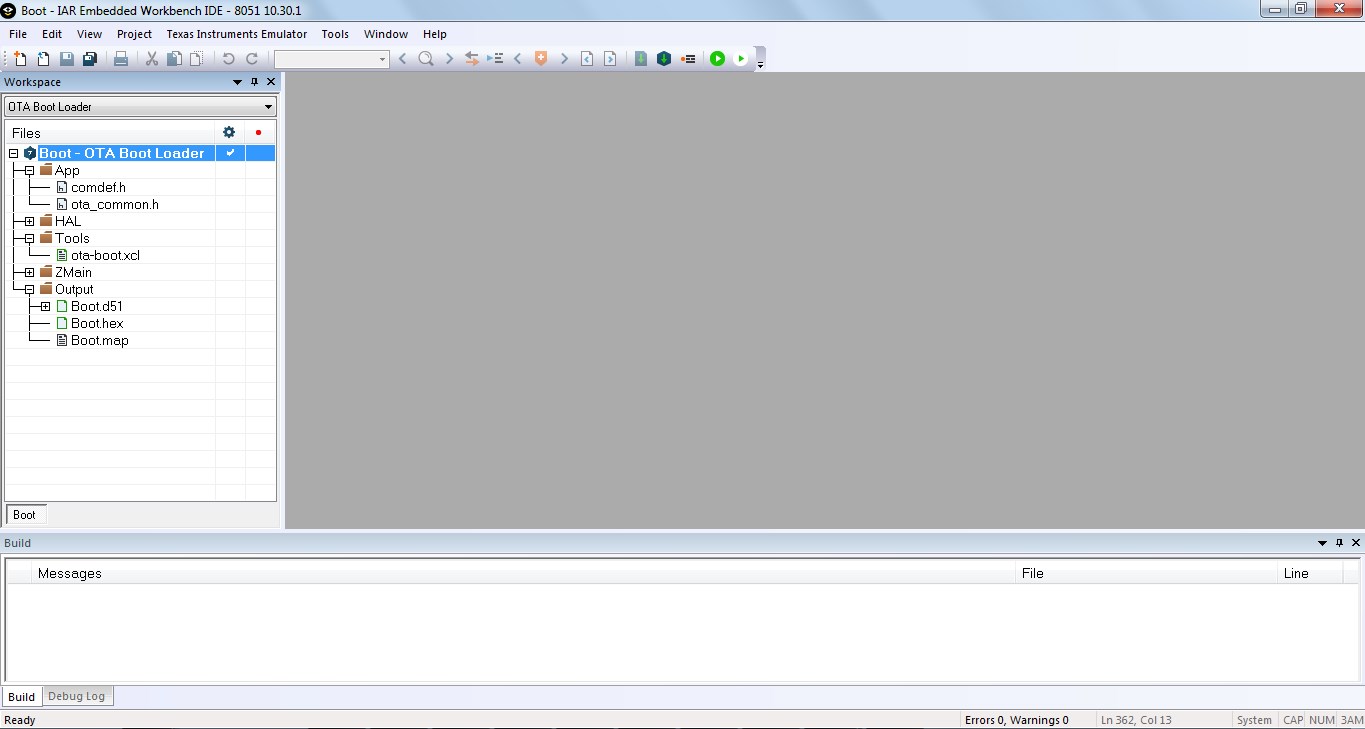 Boot - IAR Embedded Workbench IDE - 8051 10.30.1
File Edit View Project Texas Instruments Emulator Tools Window Help
Workspace
OTA Boot Loader
Files
Boot - OTA Boot Loader
App
comdef.h
ota_common.h
HAL
Tools
ota-boot.xcl
ZMain
Output
Boot.d51
Boot.hex
Boot.map
Boot
Build
Messages File Line
Build Debug Log
Ready Errors 0, Warnings 0 Ln 362, Col 13 System CAP NUM ЗАМ